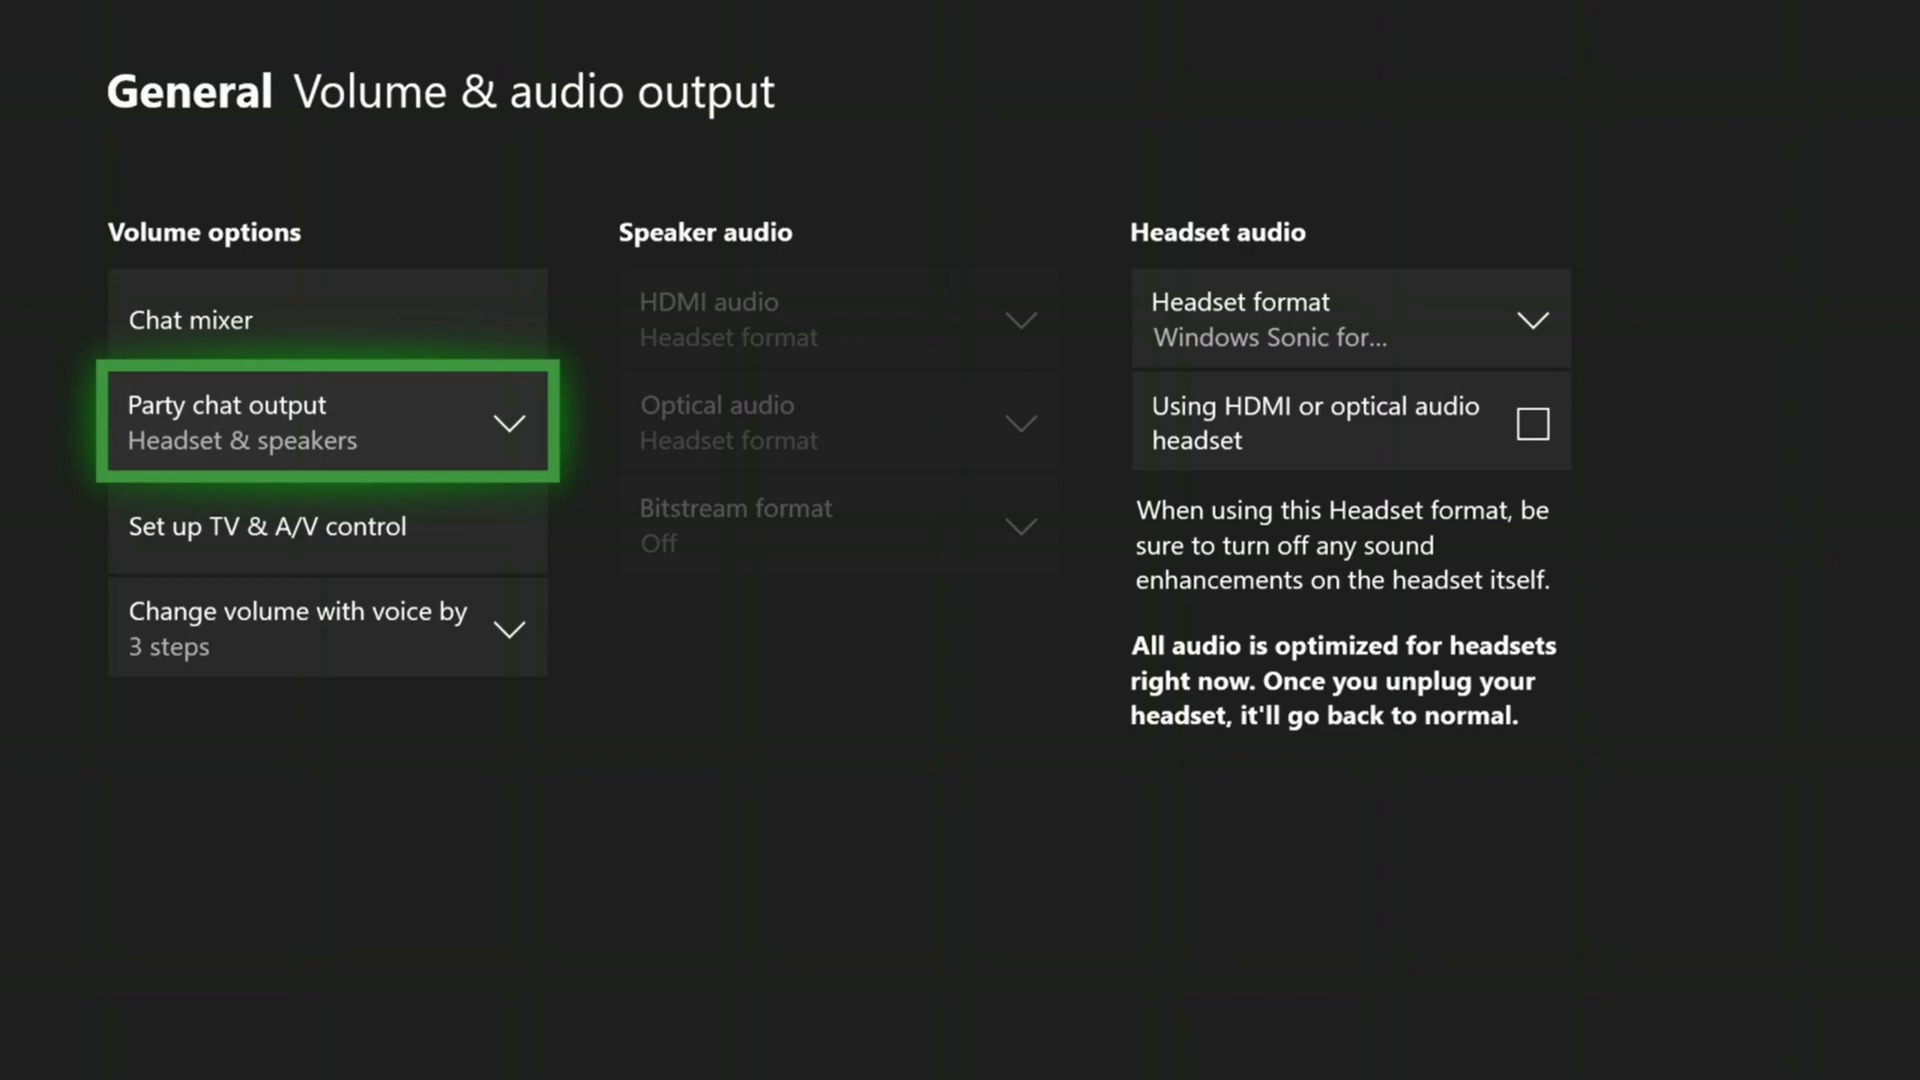 General Volume & audio output
Volume options
Chat mixer
Party chat output
Headset & speakers
Set up TV & A/V control
Change volume with voice by
3 steps
Speaker audio
HDMI audio
Headset format
Optical audio
Headset format
Bitstream format
Off
Headset audio
Headset format
Windows Sonic for...
Using HDMI or optical audio
headset
When using this Headset format, be
sure to turn off any sound
enhancements on the headset itself.
All audio is optimized for headsets
right now. Once you unplug your
headset, it'll go back to normal.